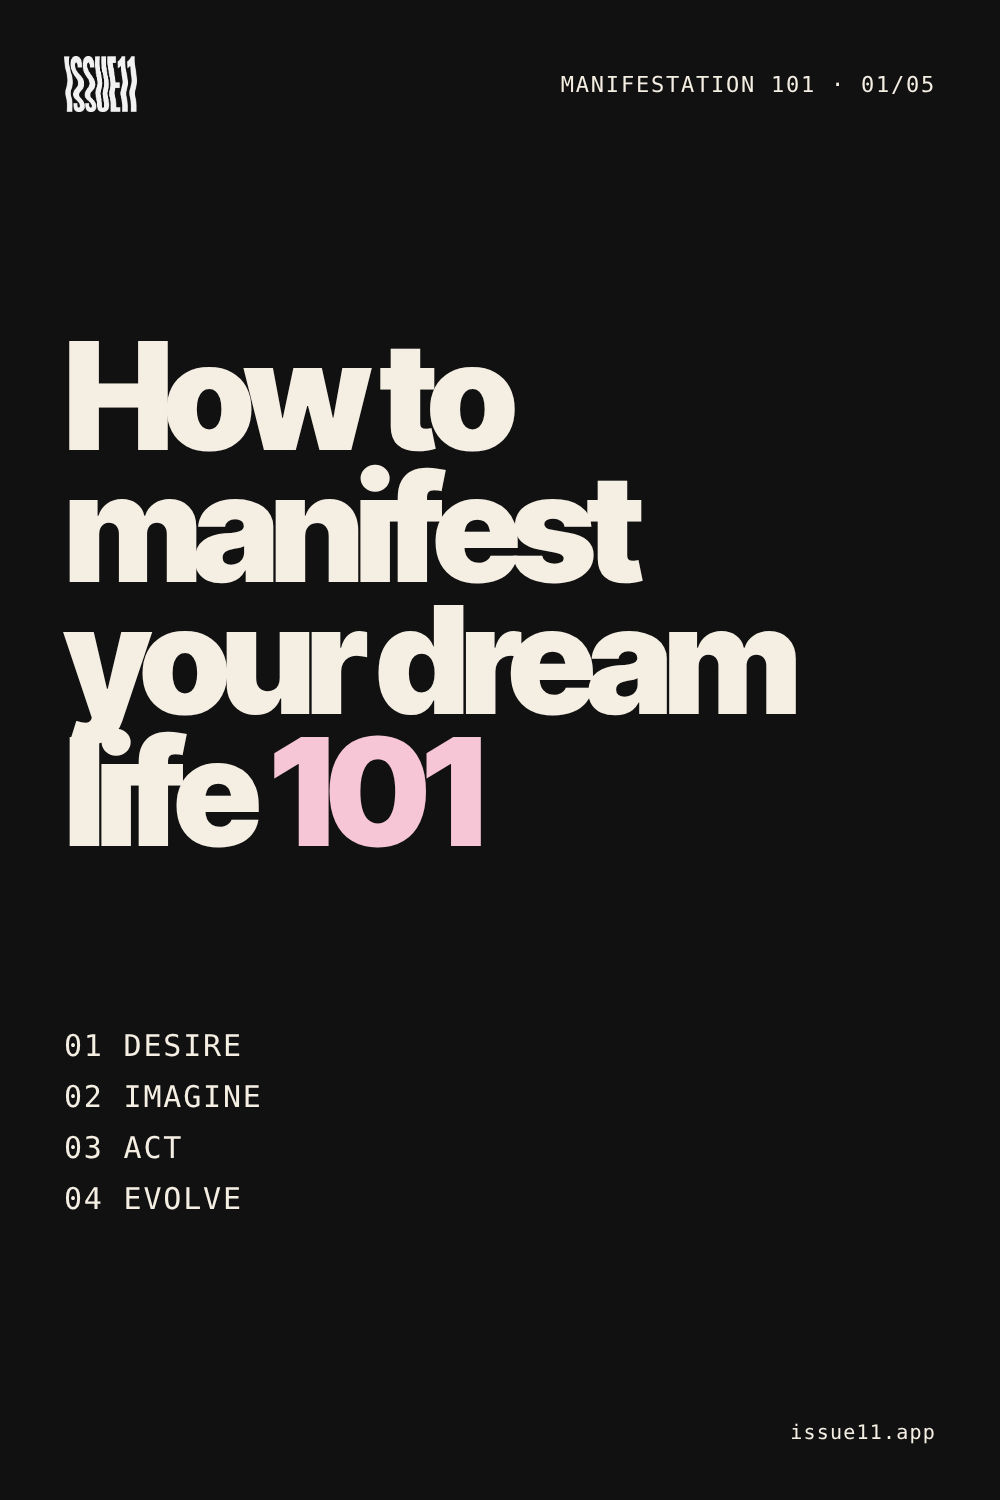 ISSUE11
MANIFESTATION 101 · 01/05
How to
manifest
your dream
life 101
01 DESIRE
02 IMAGINE
03 ACT
04 EVOLVE
issue11.app